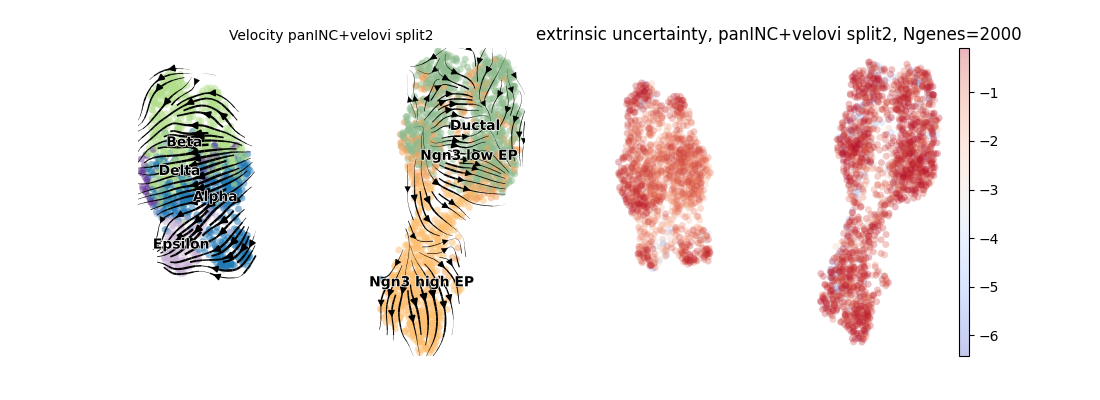 Velocity panINC+velovi split2
Beta
Delta
Alpha
Epsilon
Ductal
Ngn3 low EP
Ngn3 high EP
extrinsic uncertainty, panINC+velovi split2, Ngenes=2000
−1
−2
−3
−4
−5
−6